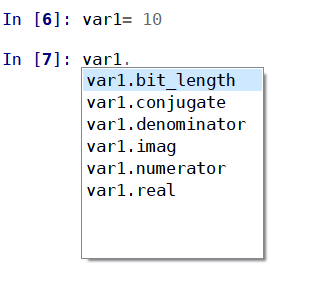 In [6]: var1= 10
In [7]: var1.
var1.bit_length
var1.conjugate
var1.denominator
var1.imag
var1.numerator
var1.real